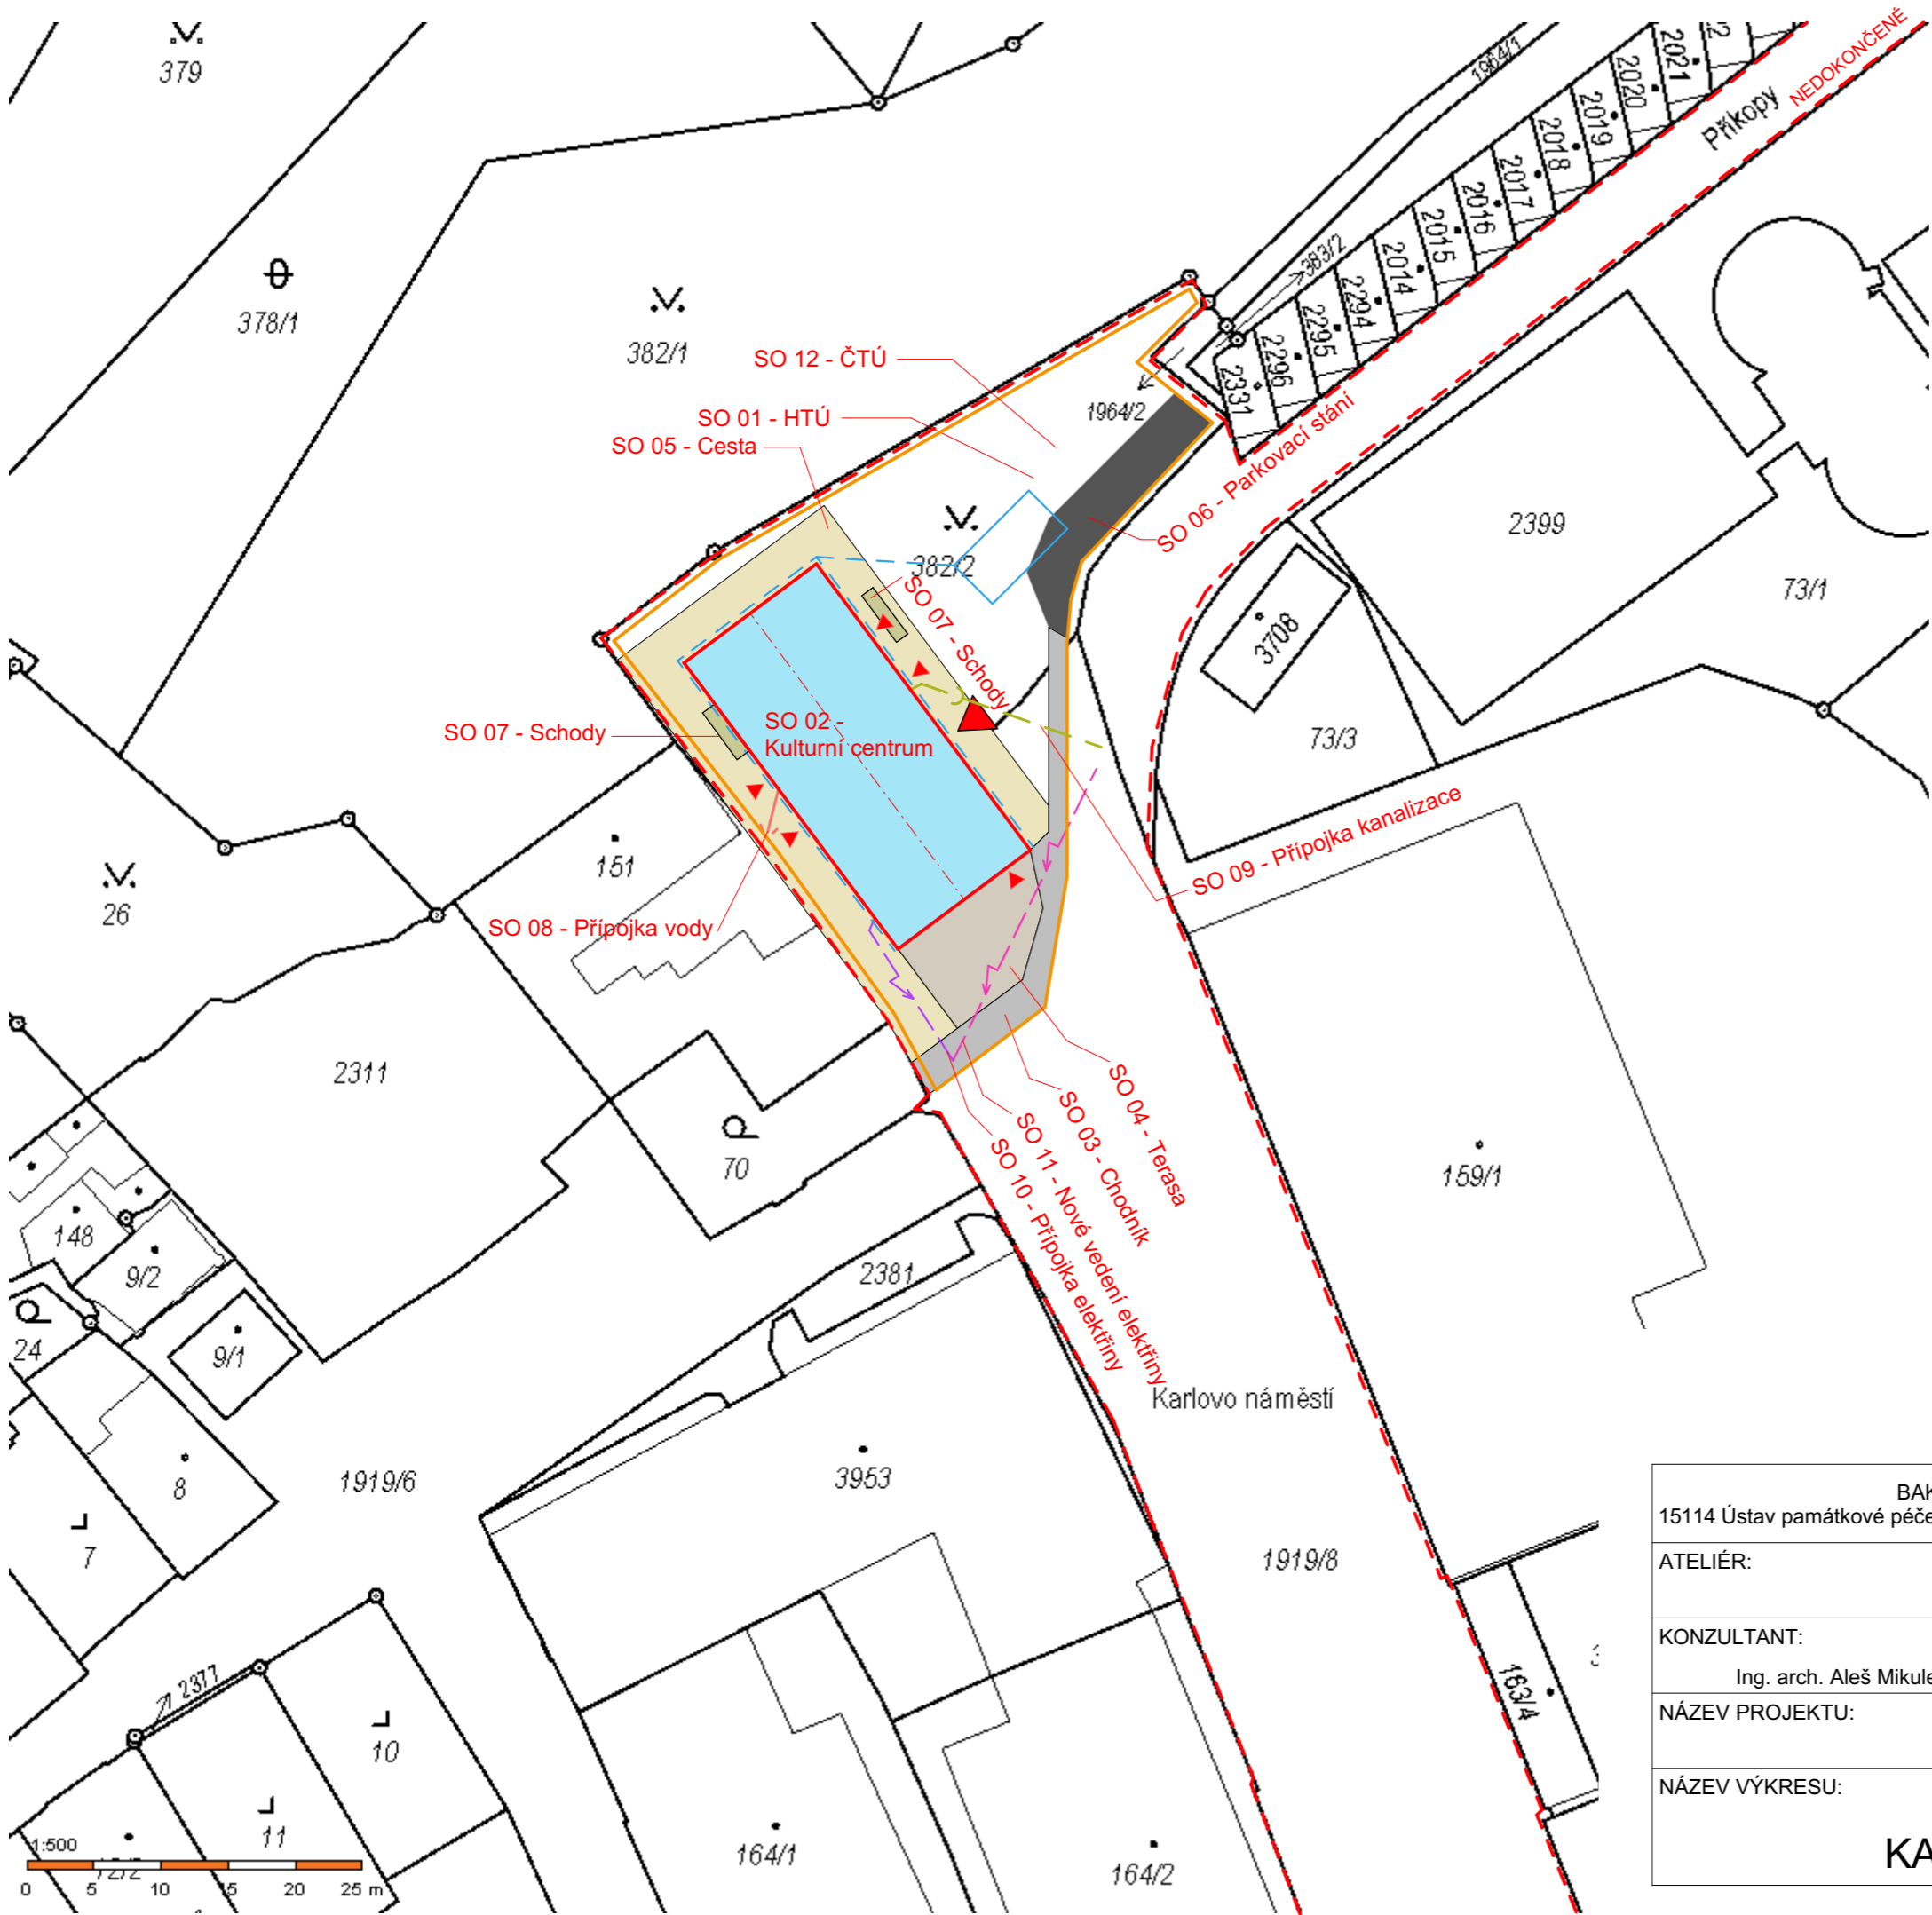 379
378/1
382/1
NEDOKONČENÉ
Příkopy
1964/1
2021
2020
2019
2018
2017
2016
2015
2014
2294
2295
2296
2331
383/2
SO 12 - ČTÚ
SO 01 - HTÚ
SO 05 - Cesta
1964/2
SO 06 - Parkovací stání
2399
73/1
382/2
SO 07 - Schody
3708
73/3
SO 07 - Schody
SO 02 -
Kulturní centrum
SO 09 - Přípojka kanalizace
151
26
SO 08 - Přípojka vody
2311
70
SO 04 - Terasa
SO 03 - Chodník
SO 11 - Nové vedení elektřiny
SO 10 - Přípojka elektřiny
159/1
148
9/2
2381
24
9/1
Karlovo náměstí
8
7
1919/6
3953
1919/8
163/4
2377
10
11
164/1
164/2
1:500
0 5 10 15 20 25 m
BAK
15114 Ústav památkové péče
ATELIÉR:
KONZULTANT:
Ing. arch. Aleš Mikule
NÁZEV PROJEKTU:
NÁZEV VÝKRESU:
KA